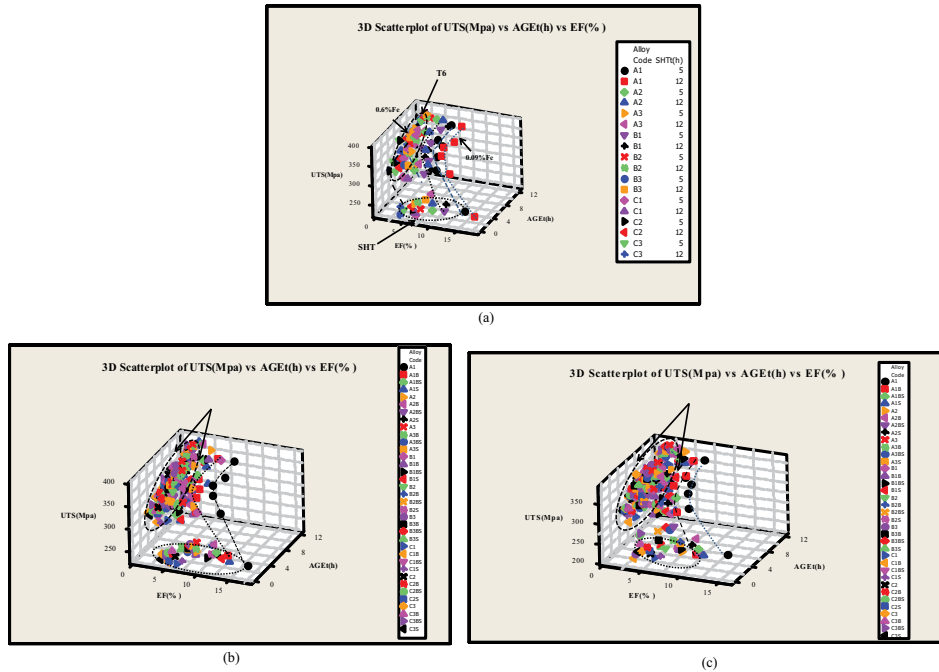 3D Scatterplot of UTS(Mpa) vs AGEt(h) vs EF(% )
Alloy
Code SHTt(h)
A1 5
A1 12
A2 5
A2 12
A3 5
A3 12
B1 5
B1 12
B2 5
B2 12
B3 5
B3 12
C1 5
C1 12
C2 5
C2 12
C3 5
C3 12
T6
0.6%Fe
0.09%Fe
400
350
300
250
UTS(Mpa)
0
5
10
15
EF(% )
0
4
8
12
AGEt(h)
SHT
(a)
3D Scatterplot of UTS(Mpa) vs AGEt(h) vs EF(% )
Alloy
Code
A1
A1B
A1BS
A1S
A2
A2B
A2BS
A2S
A3
A3B
A3BS
A3S
B1
B1B
B1BS
B1S
B2
B2B
B2BS
B2S
B3
B3B
B3BS
B3S
C1
C1B
C1BS
C1S
C2
C2B
C2BS
C2S
C3
C3B
C3BS
C3S
400
350
300
250
UTS(Mpa)
0
5
10
15
EF(% )
0
4
8
12
AGEt(h)
(b)
3D Scatterplot of UTS(Mpa) vs AGEt(h) vs EF(% )
Alloy
Code
A1
A1B
A1BS
A1S
A2
A2B
A2BS
A2S
A3
A3B
A3BS
A3S
B1
B1B
B1BS
B1S
B2
B2B
B2BS
B2S
B3
B3B
B3BS
B3S
C1
C1B
C1BS
C1S
C2
C2B
C2BS
C2S
C3
C3B
C3BS
C3S
350
300
250
200
UTS(Mpa)
0
5
10
15
EF(% )
0
4
8
12
AGEt(h)
(c)